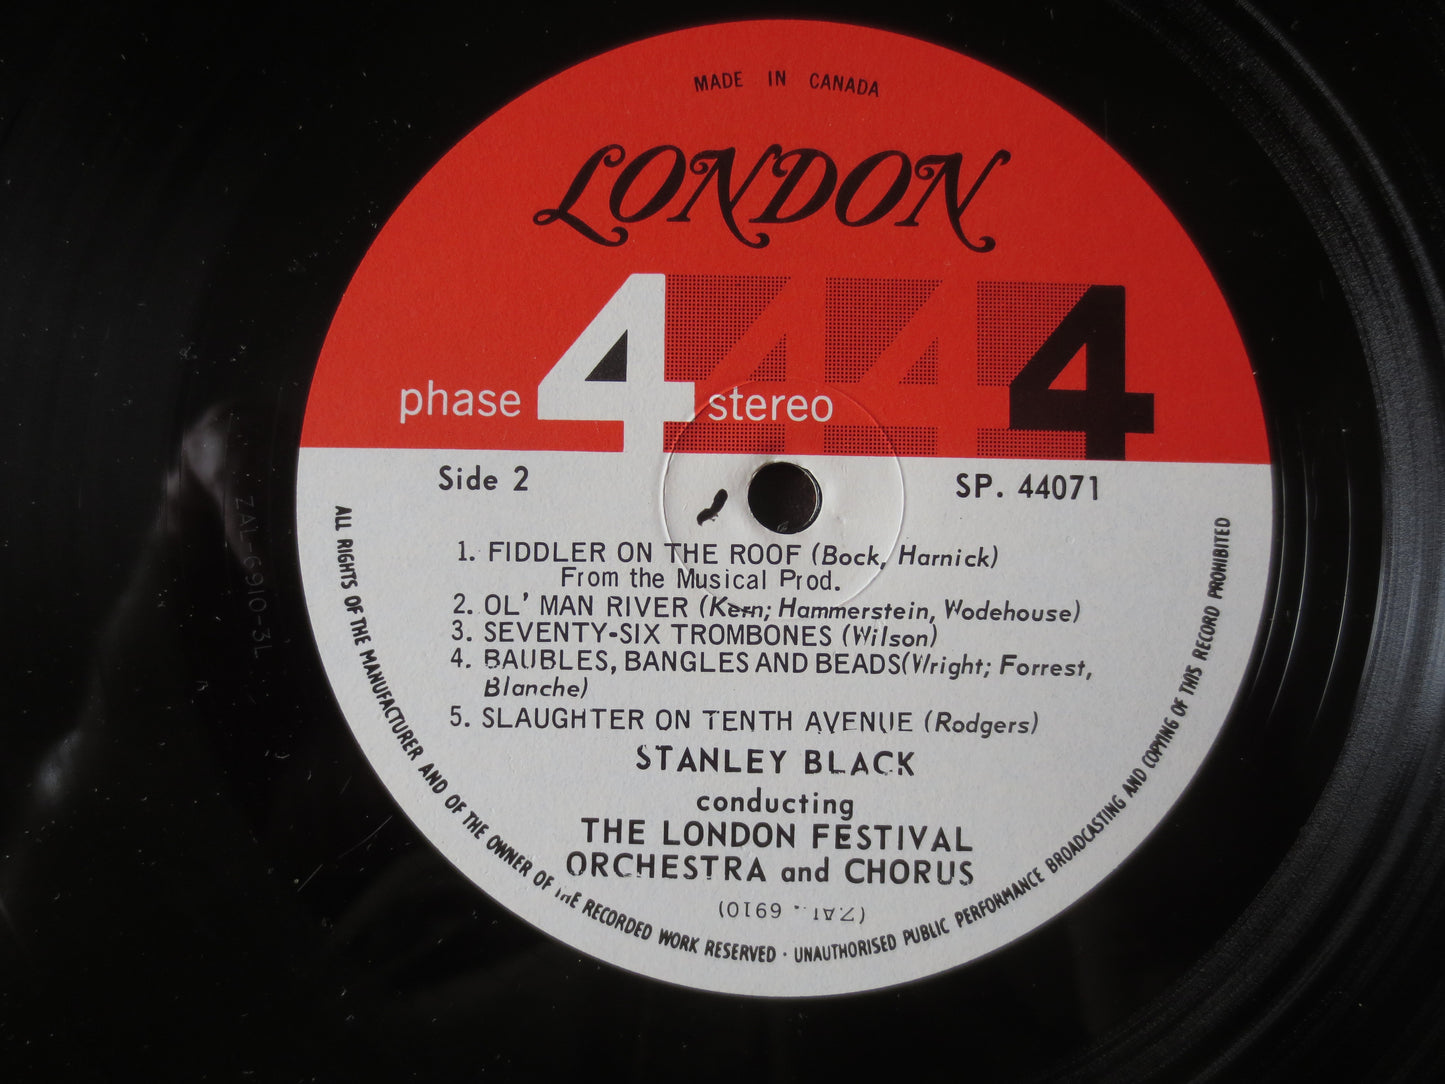 MADE IN CANADA
LONDON
phase 4 stereo 4 4 4
Side 2
SP. 44071
1. FIDDLER ON THE ROOF (Bock, Harnick)
From the Musical Prod.
2. OL' MAN RIVER (Kern; Hammerstein, Wodehouse)
3. SEVENTY-SIX TROMBONES (Wilson)
4. BAUBLES, BANGLES AND BEADS (Wright; Forrest,
Blanche)
5. SLAUGHTER ON TENTH AVENUE (Rodgers)
STANLEY BLACK
conducting
THE LONDON FESTIVAL
ORCHESTRA and CHORUS
(ZAL. 6910)
ALL RIGHTS OF THE MANUFACTURER AND OF THE OWNER OF THE RECORDED WORK RESERVED · UNAUTHORISED PUBLIC PERFORMANCE BROADCASTING AND COPYING OF THIS RECORD PROHIBITED
ZAL-6910-3L